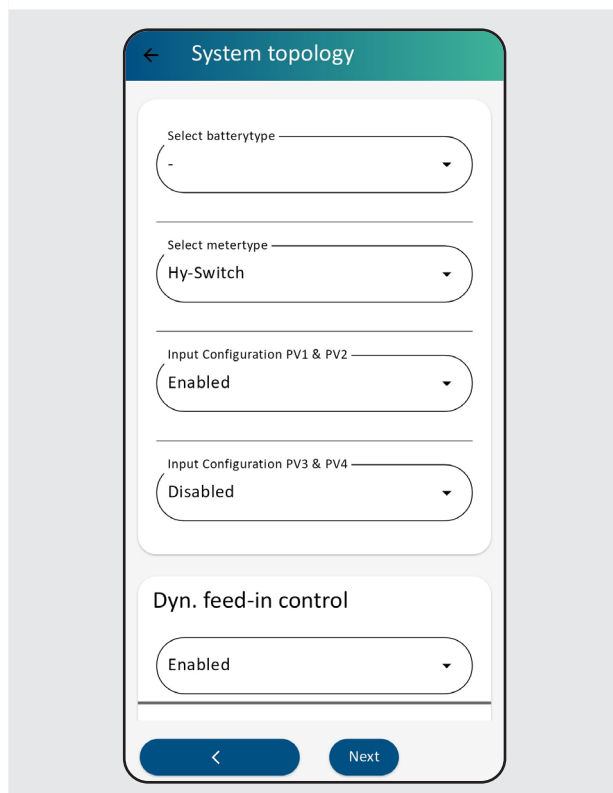 System topology
Select batterytype
-
Select metertype
Hy-Switch
Input Configuration PV1 & PV2
Enabled
Input Configuration PV3 & PV4
Disabled
Dyn. feed-in control
Enabled
Next